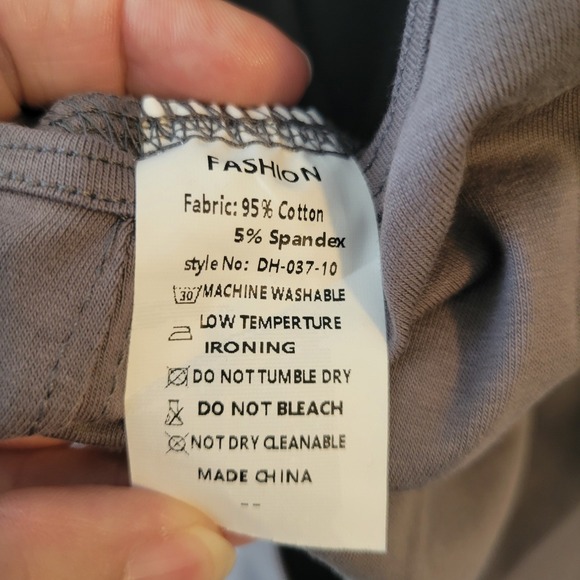 FASHION
Fabric: 95% Cotton
5% Spandex
style No: DH-037-10
30 MACHINE WASHABLE
LOW TEMPERTURE
IRONING
DO NOT TUMBLE DRY
DO NOT BLEACH
NOT DRY CLEANABLE
MADE CHINA
--